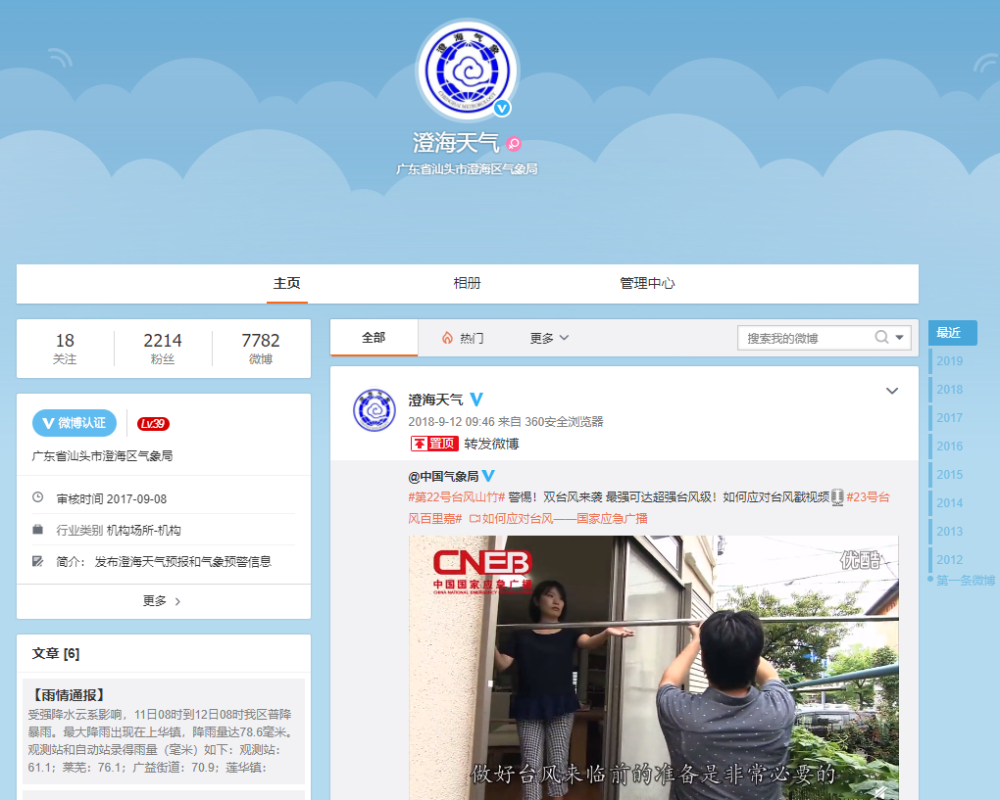 澄海气象
CHENGHAI METEOROLOGY
澄海天气
广东省汕头市澄海区气象局
主页 相册 管理中心
18 2214 7782
关注 粉丝 微博
微博认证 Lv.39
广东省汕头市澄海区气象局
审核时间 2017-09-08
行业类别 机构场所-机构
简介： 发布澄海天气预报和气象预警信息
更多
文章 [6]
【雨情通报】
受强降水云系影响，11日08时到12日08时我区普降
暴雨。最大降雨出现在上华镇，降雨量达78.6毫米。
观测站和自动站录得雨量（毫米）如下：观测站：
61.1；莱芜：76.1；广益街道：70.9；莲华镇：
全部 热门 更多 搜索我的微博
澄海天气
2018-9-12 09:46 来自 360安全浏览器
置顶 转发微博
@中国气象局
#第22号台风山竹# 警惕！双台风来袭 最强可达超强台风级！如何应对台风戳视频 #23号台
风百里嘉# 如何应对台风——国家应急广播
CNEB
中国国家应急广播
CHINA NATIONAL EMERGENCY BROADCASTING
优酷
做好台风来临前的准备是非常必要的
最近
2019
2018
2017
2016
2015
2014
2013
2012
第一条微博